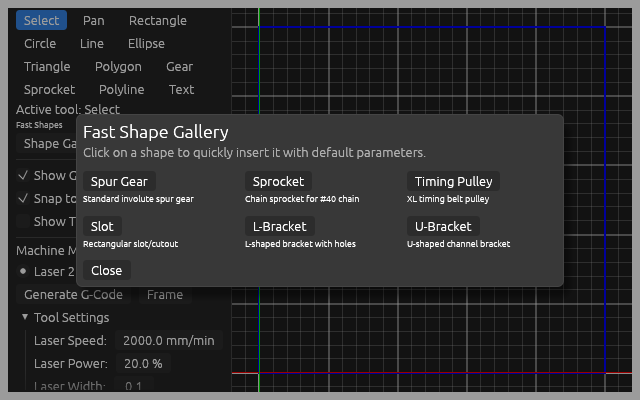 Select Pan Rectangle
Circle Line Ellipse
Triangle Polygon Gear
Sprocket Polyline Text
Active tool: Select
Fast Shapes
Shape Ga
Show G
Snap to
Show T
Machine M
Laser 2
Generate G-Code Frame
Tool Settings
Laser Speed: 2000.0 mm/min
Laser Power: 20.0 %
Laser Width: 0.1
Fast Shape Gallery
Click on a shape to quickly insert it with default parameters.
Spur Gear Sprocket Timing Pulley
Standard involute spur gear Chain sprocket for #40 chain XL timing belt pulley
Slot L-Bracket U-Bracket
Rectangular slot/cutout L-shaped bracket with holes U-shaped channel bracket
Close